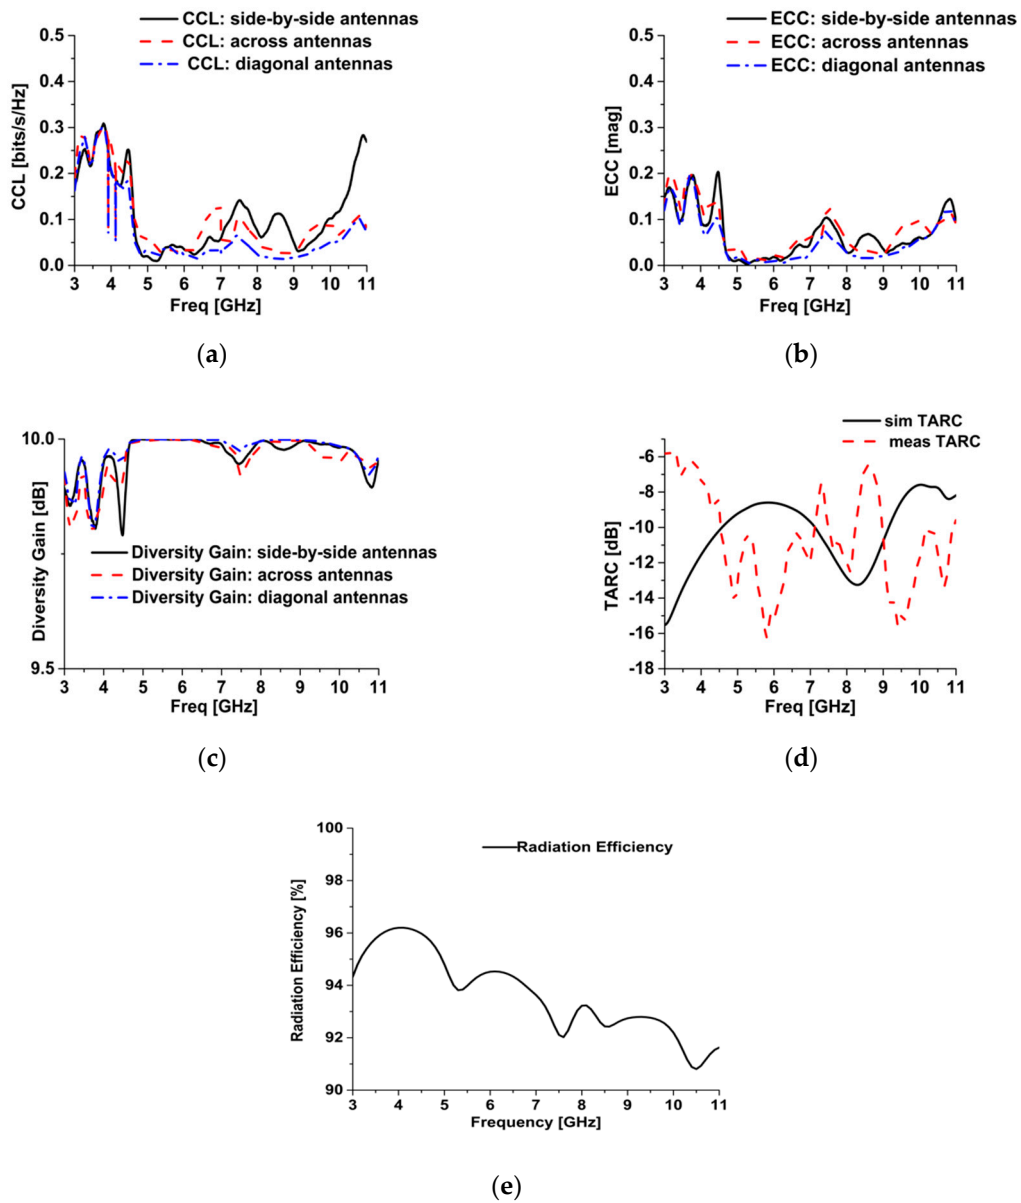 CCL: side-by-side antennas
CCL: across antennas
CCL: diagonal antennas
0.5
0.4
0.3
0.2
0.1
0.0
CCL [bits/s/Hz]
3 4 5 6 7 8 9 10 11
Freq [GHz]
(a)
ECC: side-by-side antennas
ECC: across antennas
ECC: diagonal antennas
0.5
0.4
0.3
0.2
0.1
0.0
ECC [mag]
3 4 5 6 7 8 9 10 11
Freq [GHz]
(b)
10.0
9.5
Diversity Gain [dB]
Diversity Gain: side-by-side antennas
Diversity Gain: across antennas
Diversity Gain: diagonal antennas
3 4 5 6 7 8 9 10 11
Freq [GHz]
(c)
sim TARC
meas TARC
-6
-8
-10
-12
-14
-16
-18
TARC [dB]
3 4 5 6 7 8 9 10 11
Freq [GHz]
(d)
100
98
96
94
92
90
Radiation Efficiency [%]
Radiation Efficiency
3 4 5 6 7 8 9 10 11
Frequency [GHz]
(e)